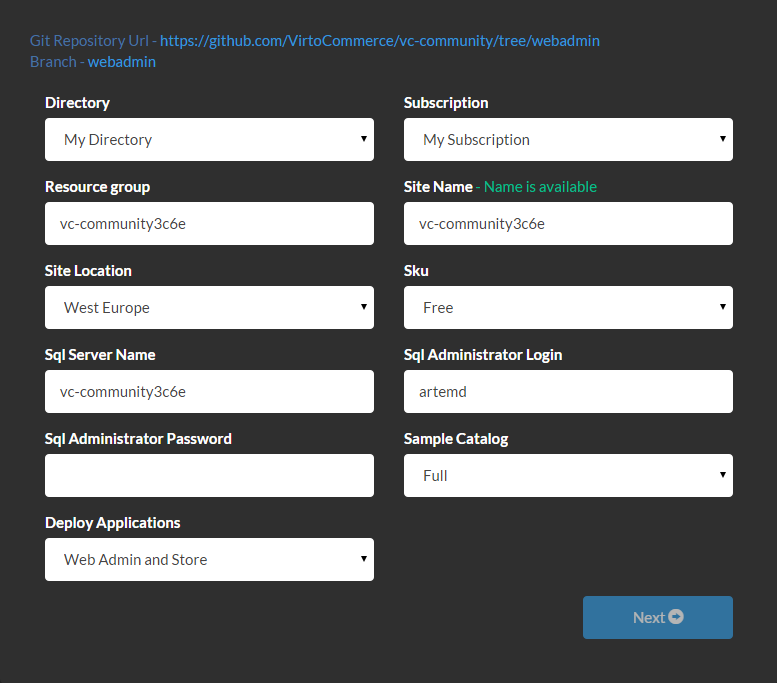 Git Repository Url - https://github.com/VirtoCommerce/vc-community/tree/webadmin
Branch - webadmin
Directory
Subscription
My Directory
My Subscription
Resource group
Site Name - Name is available
vc-community3c6e
vc-community3c6e
Site Location
Sku
West Europe
Free
Sql Server Name
Sql Administrator Login
vc-community3c6e
artemd
Sql Administrator Password
Sample Catalog
Full
Deploy Applications
Web Admin and Store
Next